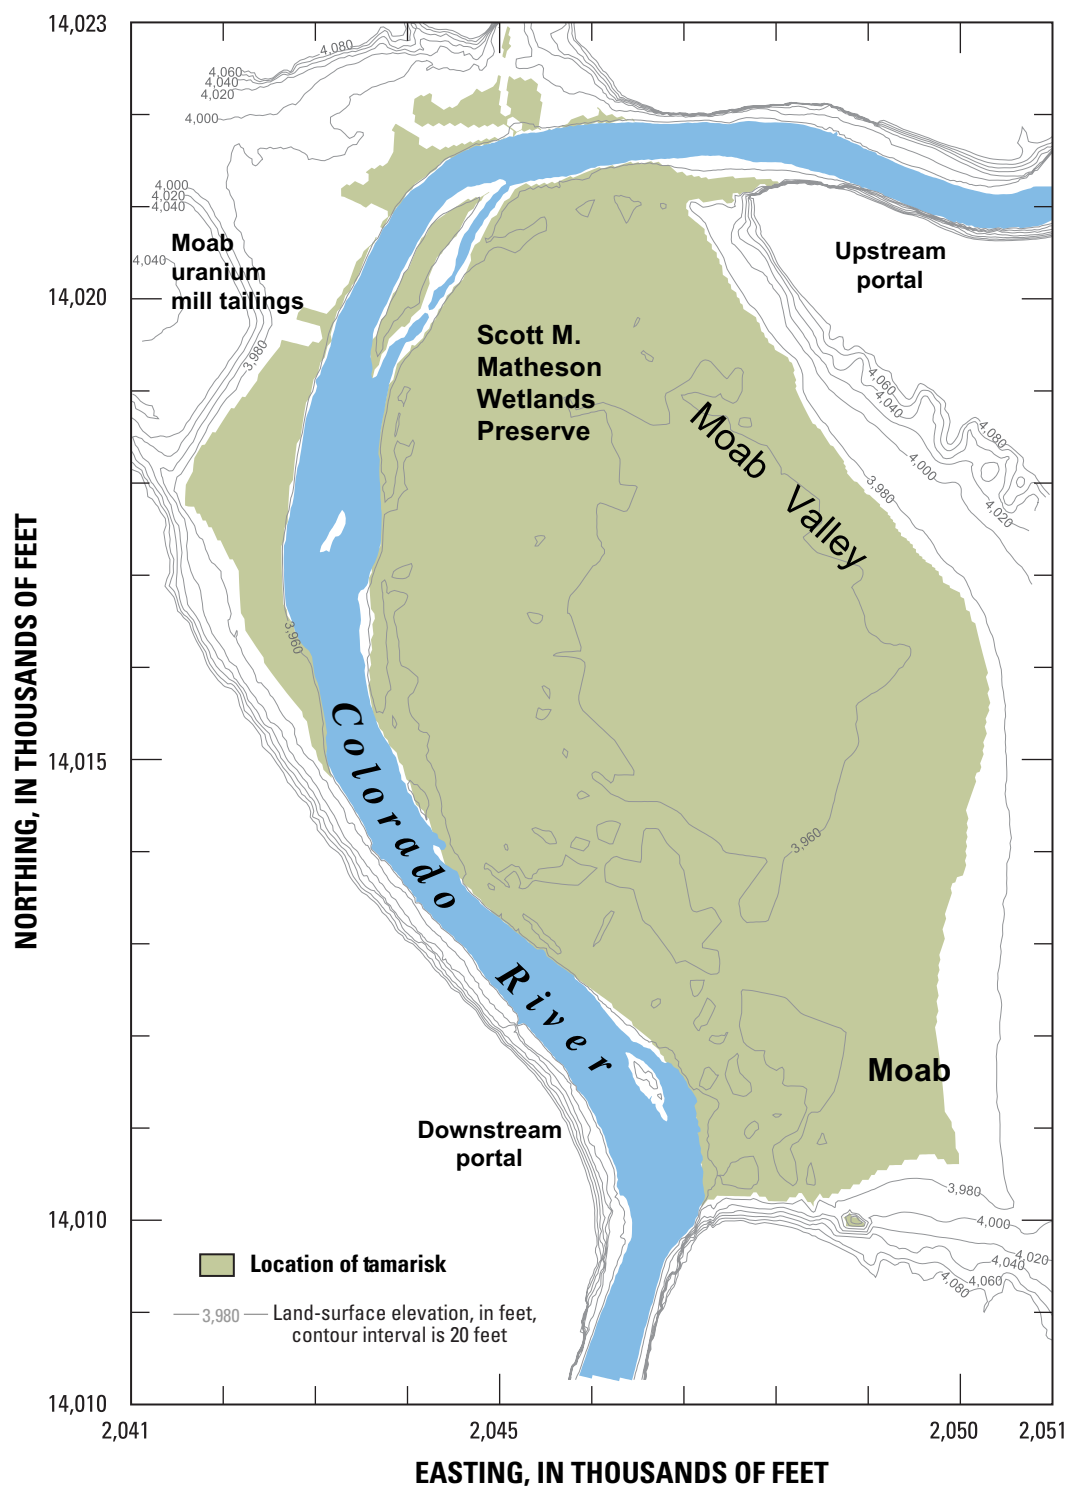 14,023
4,080
4,060
4,040
4,020
4,000
4,000
4,020
4,040
Moab
uranium
mill tailings
4,040
Upstream
portal
14,020
3,980
Scott M.
Matheson
Wetlands
Preserve
Moab Valley
4,060
4,040
4,080
4,000
3,980
4,020
NORTHING, IN THOUSANDS OF FEET
3,960
Colorado River
14,015
3,960
Moab
Downstream
portal
3,980
14,010
4,000
4,020
4,040
4,060
4,080
Location of tamarisk
3,980
Land-surface elevation, in feet,
contour interval is 20 feet
14,010
2,041
2,045
2,050
2,051
EASTING, IN THOUSANDS OF FEET